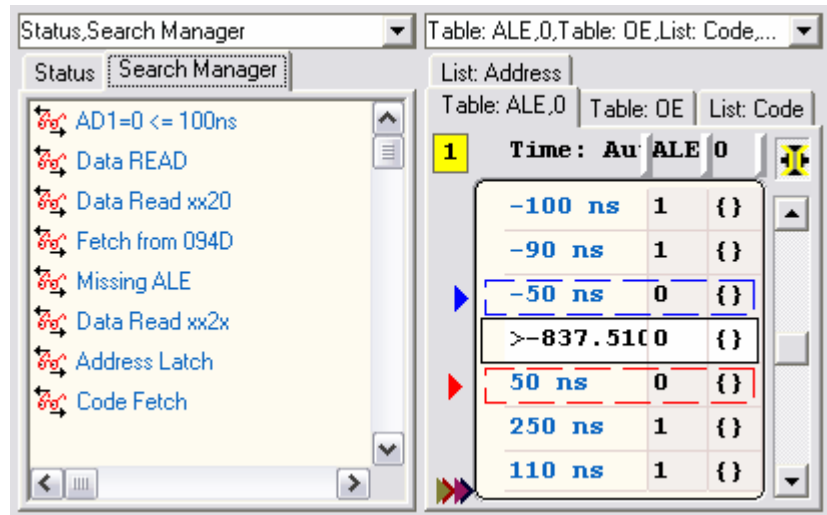 Status,Search Manager
Status Search Manager
AD1=0 <= 100ns
Data READ
Data Read xx20
Fetch from 094D
Missing ALE
Data Read xx2x
Address Latch
Code Fetch
Table: ALE,0,Table: OE,List: Code,...
List: Address
Table: ALE,0 Table: OE List: Code
1 Time: Au ALE 0
-100 ns 1 {}
-90 ns 1 {}
-50 ns 0 {}
>-837.510 0 {}
50 ns 0 {}
250 ns 1 {}
110 ns 1 {}